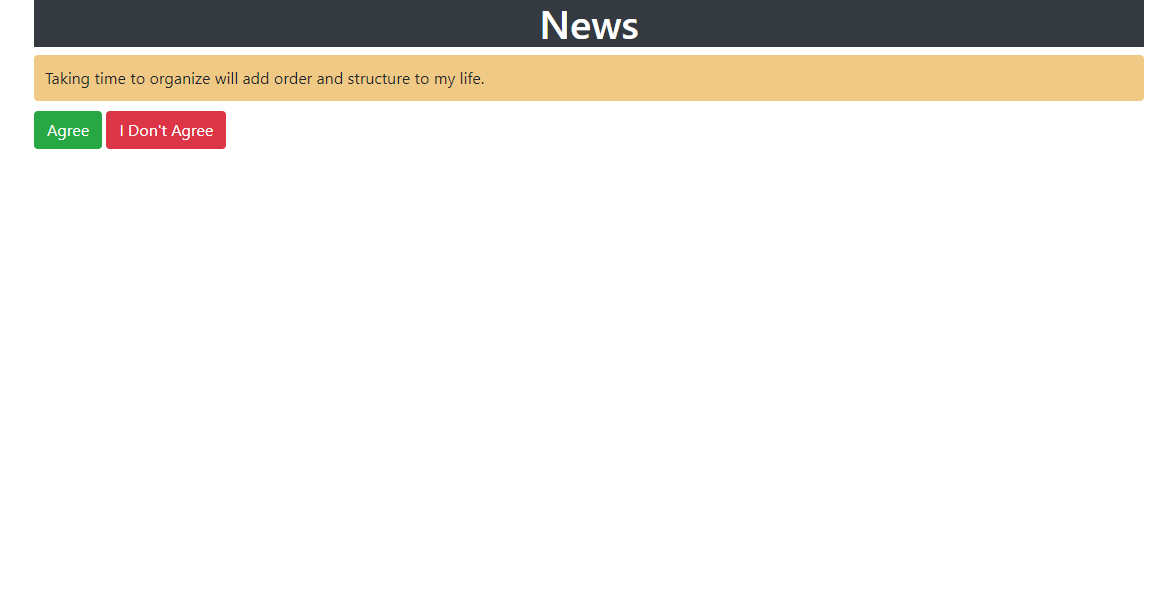 News
Taking time to organize will add order and structure to my life.
Agree
I Don't Agree